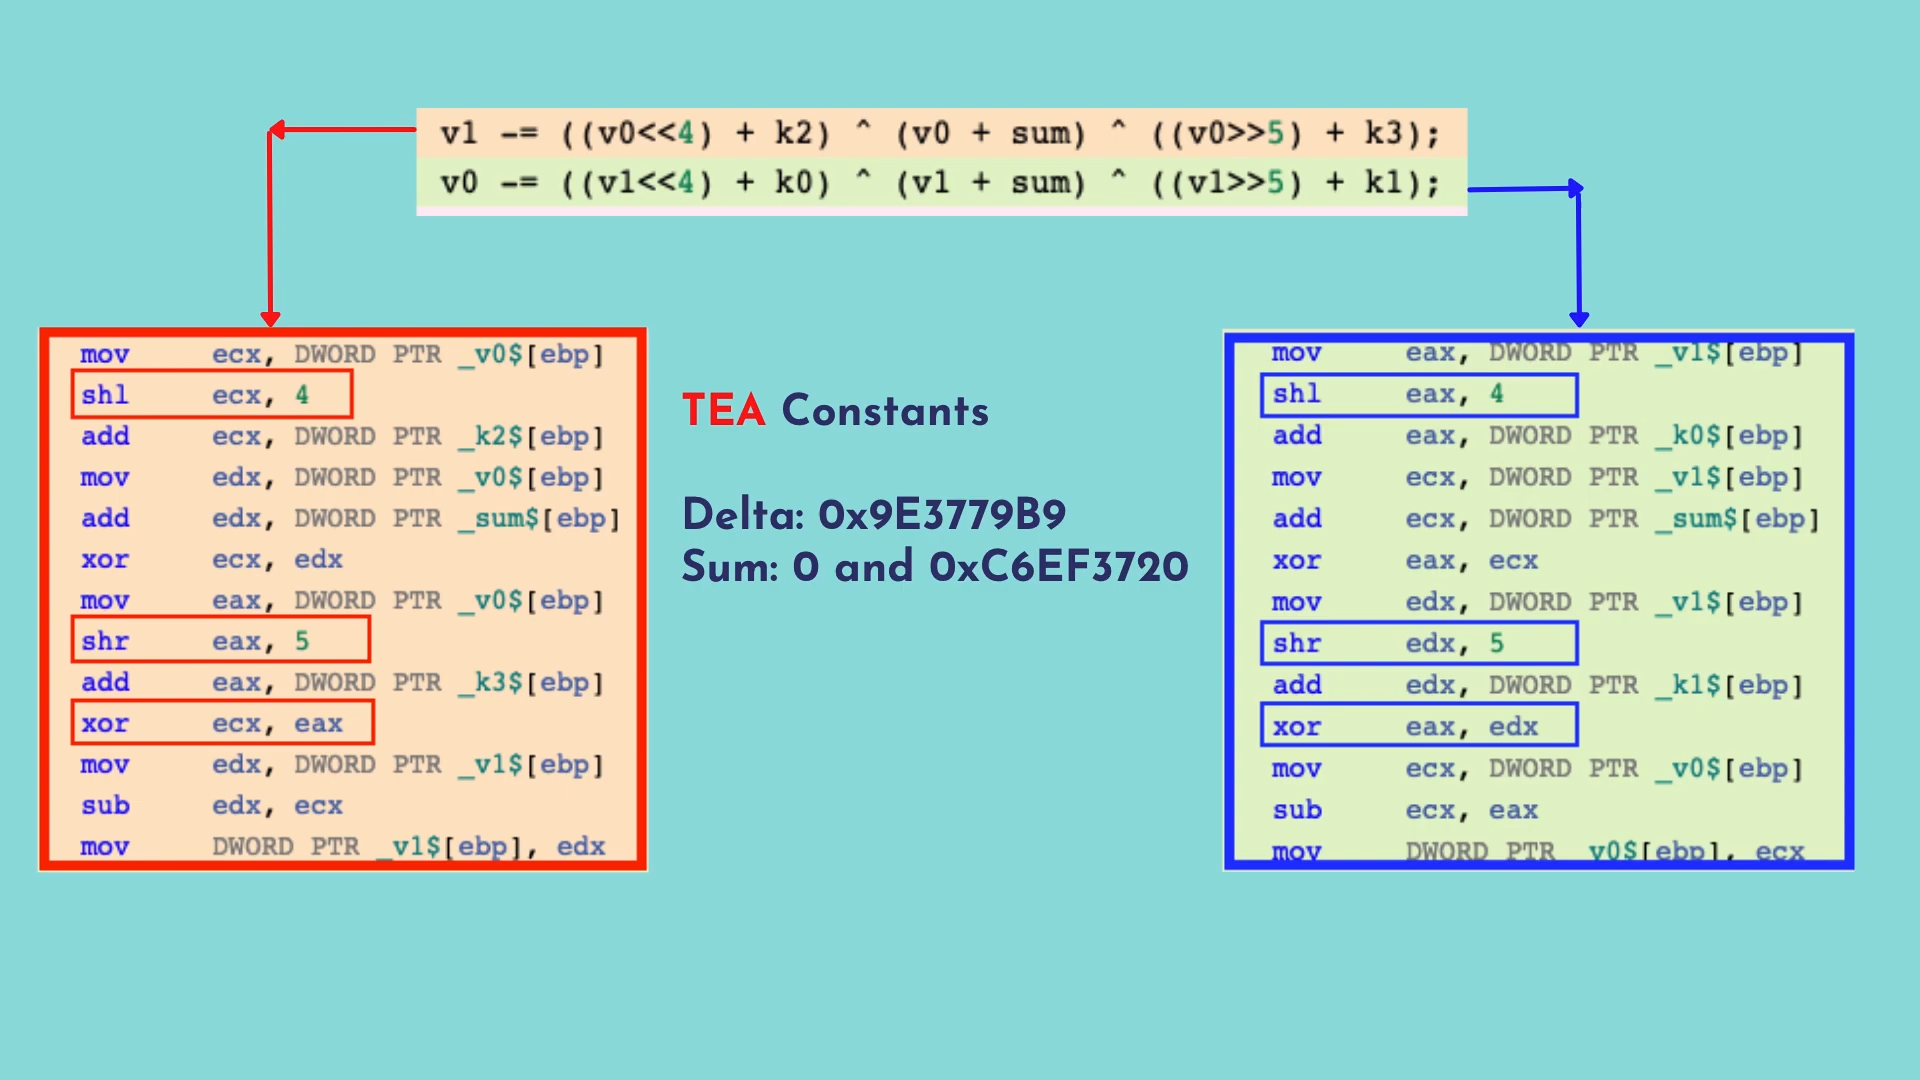 v1 -= ((v0<<4) + k2) ^ (v0 + sum) ^ ((v0>>5) + k3);
v0 -= ((v1<<4) + k0) ^ (v1 + sum) ^ ((v1>>5) + k1);
mov ecx, DWORD PTR _v0$[ebp]
shl ecx, 4
add ecx, DWORD PTR _k2$[ebp]
mov edx, DWORD PTR _v0$[ebp]
add edx, DWORD PTR _sum$[ebp]
xor ecx, edx
mov eax, DWORD PTR _v0$[ebp]
shr eax, 5
add eax, DWORD PTR _k3$[ebp]
xor ecx, eax
mov edx, DWORD PTR _v1$[ebp]
sub edx, ecx
mov DWORD PTR _v1$[ebp], edx
TEA Constants
Delta: 0x9E3779B9
Sum: 0 and 0xC6EF3720
mov eax, DWORD PTR _v1$[ebp]
shl eax, 4
add eax, DWORD PTR _k0$[ebp]
mov ecx, DWORD PTR _v1$[ebp]
add ecx, DWORD PTR _sum$[ebp]
xor eax, ecx
mov edx, DWORD PTR _v1$[ebp]
shr edx, 5
add edx, DWORD PTR _k1$[ebp]
xor eax, edx
mov ecx, DWORD PTR _v0$[ebp]
sub ecx, eax
mov DWORD PTR _v0$[ebp], ecx